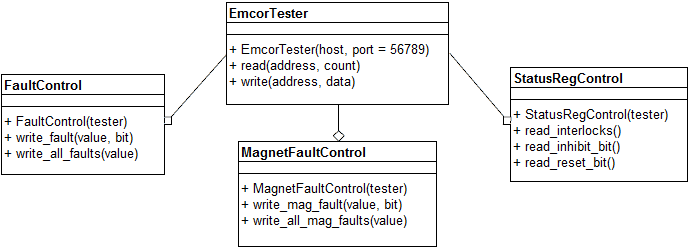 EmcorTester
+ EmcorTester(host, port = 56789)
+ read(address, count)
+ write(address, data)
FaultControl
+ FaultControl(tester)
+ write_fault(value, bit)
+ write_all_faults(value)
StatusRegControl
+ StatusRegControl(tester)
+ read_interlocks()
+ read_inhibit_bit()
+ read_reset_bit()
MagnetFaultControl
+ MagnetFaultControl(tester)
+ write_mag_fault(value, bit)
+ write_all_mag_faults(value)